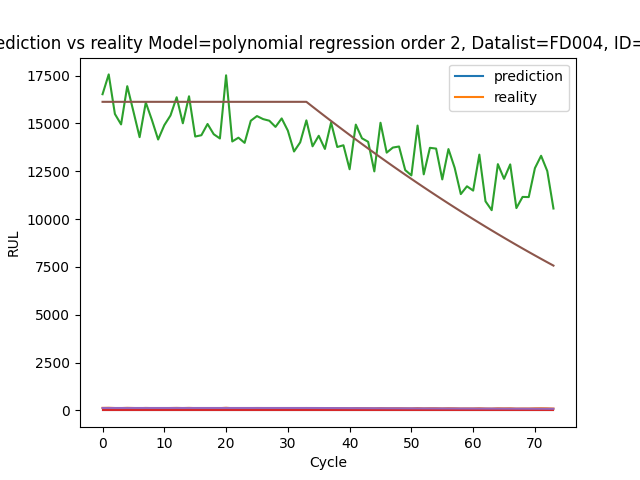 ediction vs reality Model=polynomial regression order 2, Datalist=FD004, ID=
prediction
reality
17500
15000
12500
10000
7500
5000
2500
0
RUL
0 10 20 30 40 50 60 70
Cycle